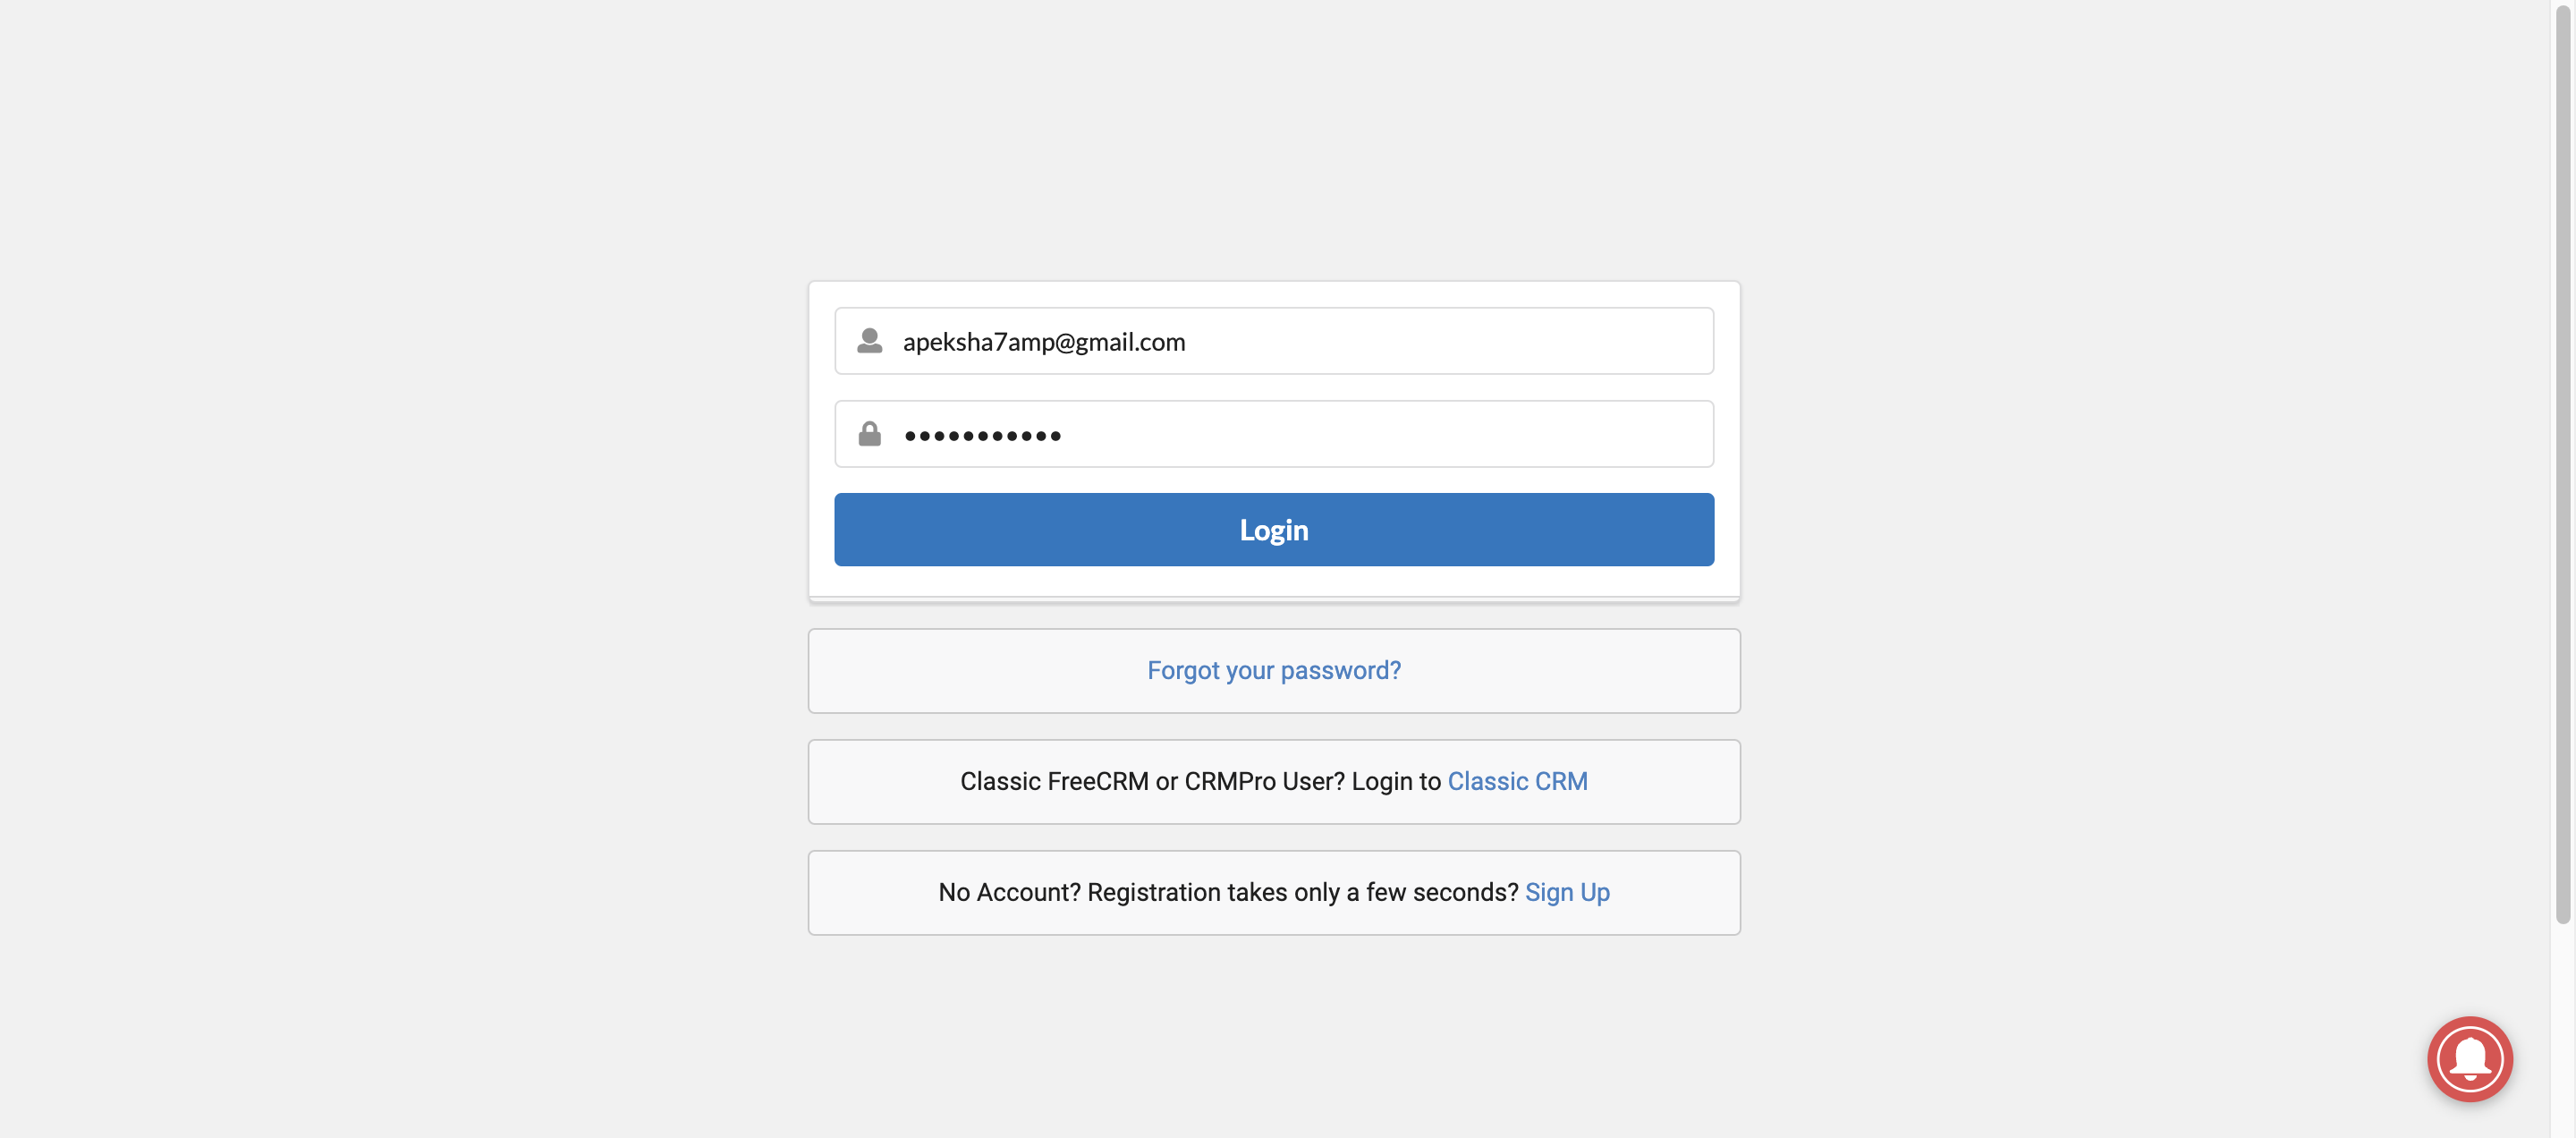 apeksha7amp@gmail.com
•••••••••••
Login
Forgot your password?
Classic FreeCRM or CRMPro User? Login to Classic CRM
No Account? Registration takes only a few seconds? Sign Up